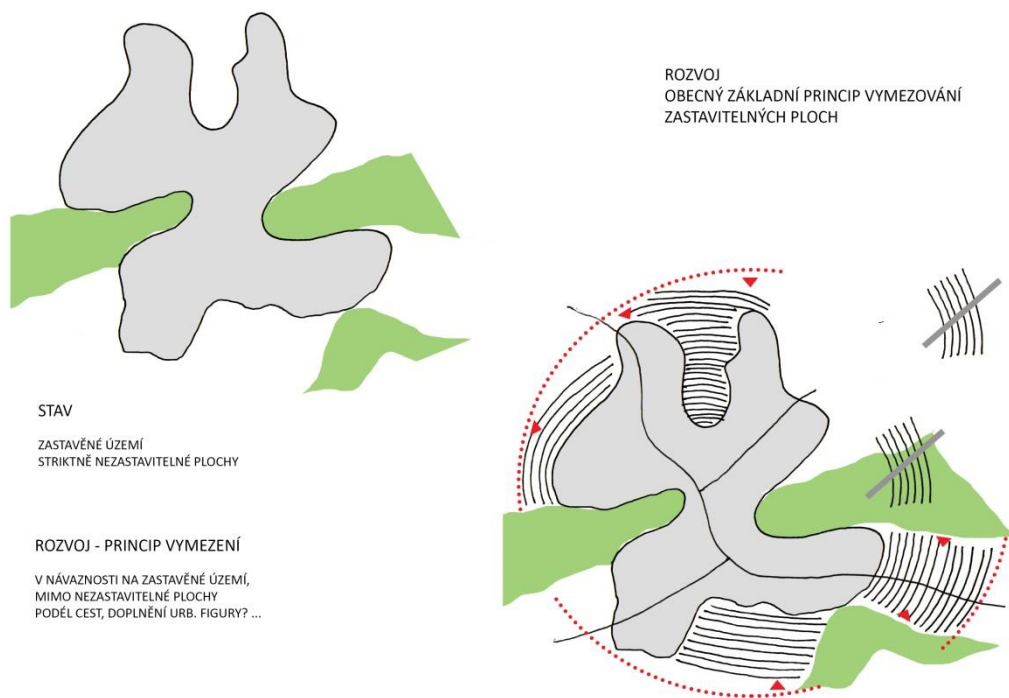 ROZVOJ
OBECNÝ ZÁKLADNÍ PRINCIP VYMEZOVÁNÍ
ZASTAVITELNÝCH PLOCH
STAV
ZASTAVĚNÉ ÚZEMÍ
STRIKTNĚ NEZASTAVITELNÉ PLOCHY
ROZVOJ - PRINCIP VYMEZENÍ
V NÁVAZNOSTI NA ZASTAVĚNÉ ÚZEMÍ,
MIMO NEZASTAVITELNÉ PLOCHY
PODÉL CEST, DOPLNĚNÍ URB. FIGURY? ...